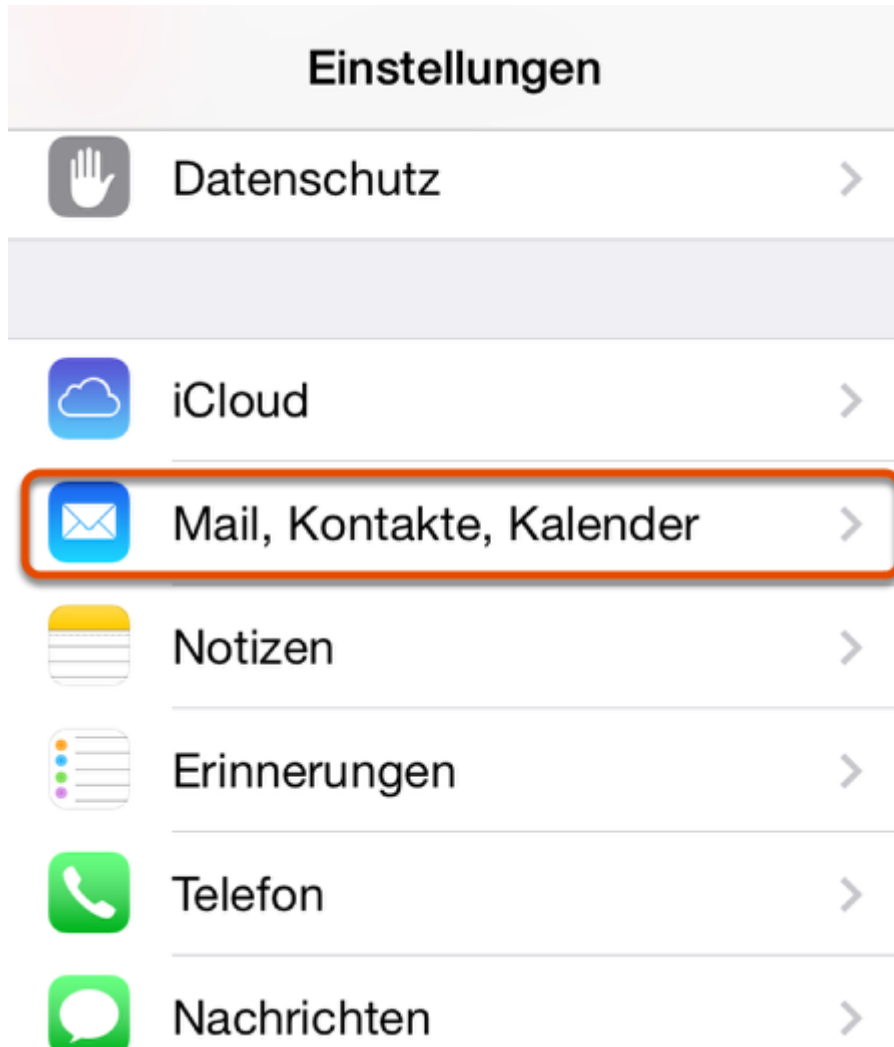 Einstellungen
Datenschutz
iCloud
Mail, Kontakte, Kalender
Notizen
Erinnerungen
Telefon
Nachrichten